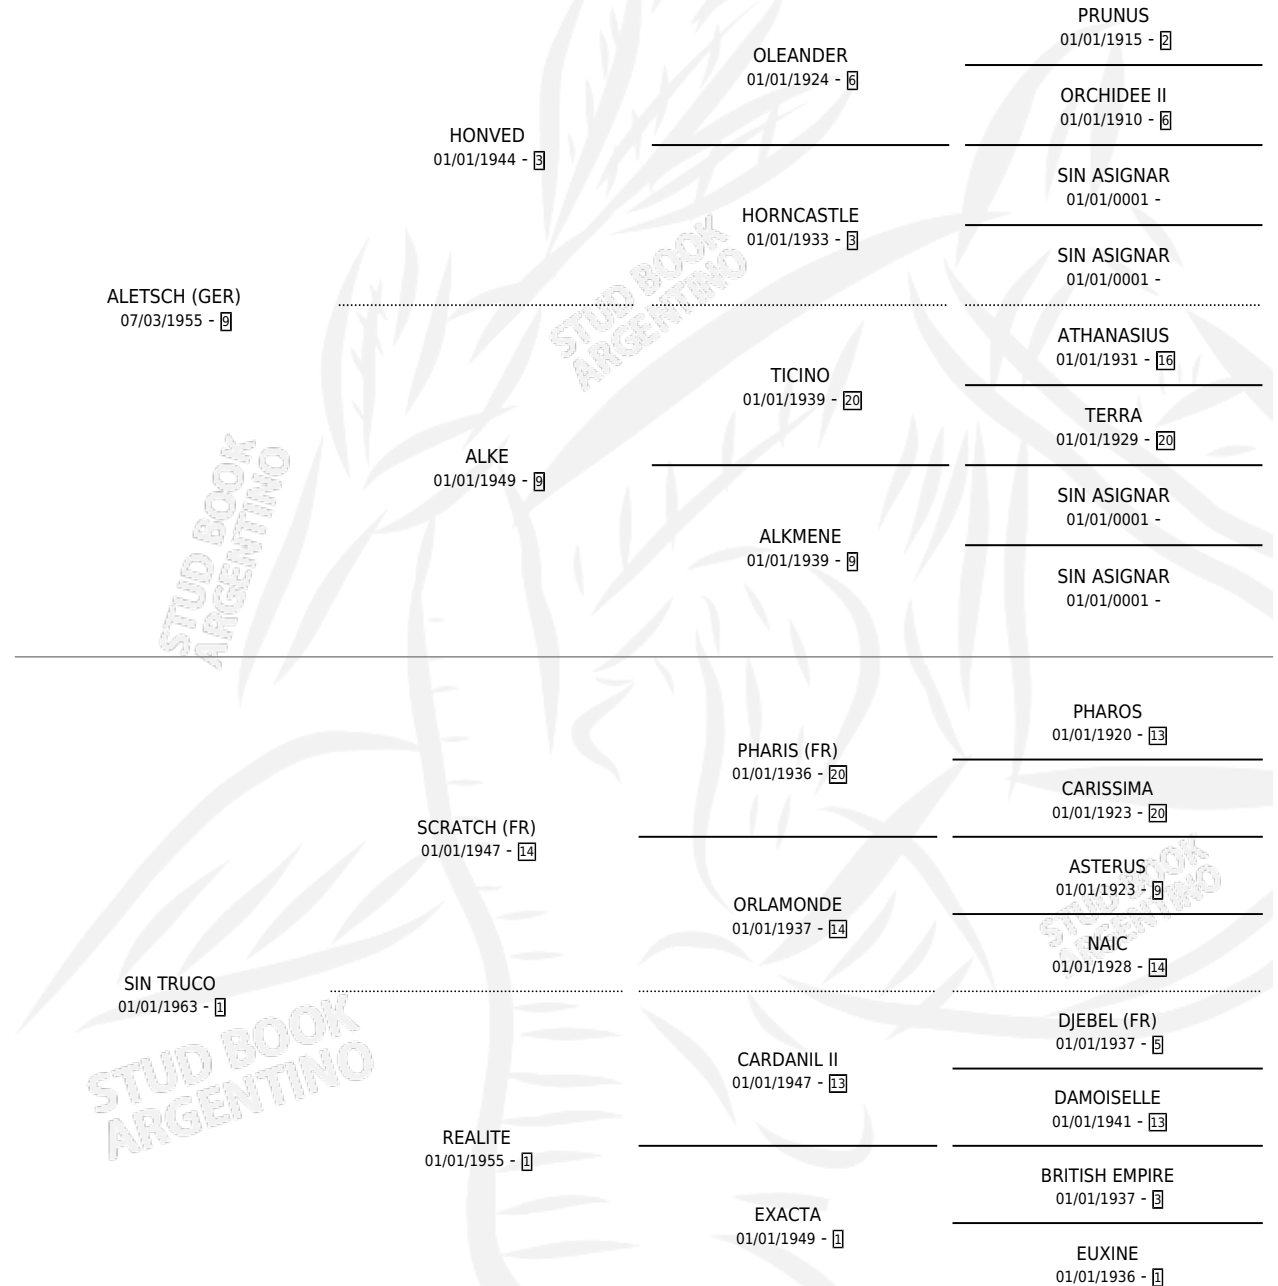 PRUNUS
01/01/1915 - 2
OLEANDER
01/01/1924 - 6
ORCHIDEE II
01/01/1910 - 6
HONVED
01/01/1944 - 3
SIN ASIGNAR
01/01/0001 -
HORNCASTLE
01/01/1933 - 3
SIN ASIGNAR
01/01/0001 -
ALETSCH (GER)
07/03/1955 - 9
ATHANASIUS
01/01/1931 - 16
TICINO
01/01/1939 - 20
TERRA
01/01/1929 - 20
ALKE
01/01/1949 - 9
SIN ASIGNAR
01/01/0001 -
ALKMENE
01/01/1939 - 9
SIN ASIGNAR
01/01/0001 -
STUD BOOK
ARGENTINO
STUD BOOK
ARGENTINO
PHAROS
01/01/1920 - 13
PHARIS (FR)
01/01/1936 - 20
CARISSIMA
01/01/1923 - 20
SCRATCH (FR)
01/01/1947 - 14
ASTERUS
01/01/1923 - 9
ORLAMONDE
01/01/1937 - 14
NAIC
01/01/1928 - 14
SIN TRUCO
01/01/1963 - 1
DJEBEL (FR)
01/01/1937 - 5
CARDANIL II
01/01/1947 - 13
DAMOISELLE
01/01/1941 - 13
REALITE
01/01/1955 - 1
BRITISH EMPIRE
01/01/1937 - 3
EXACTA
01/01/1949 - 1
EUXINE
01/01/1936 - 1
STUD BOOK
ARGENTINO
STUD BOOK
ARGENTINO